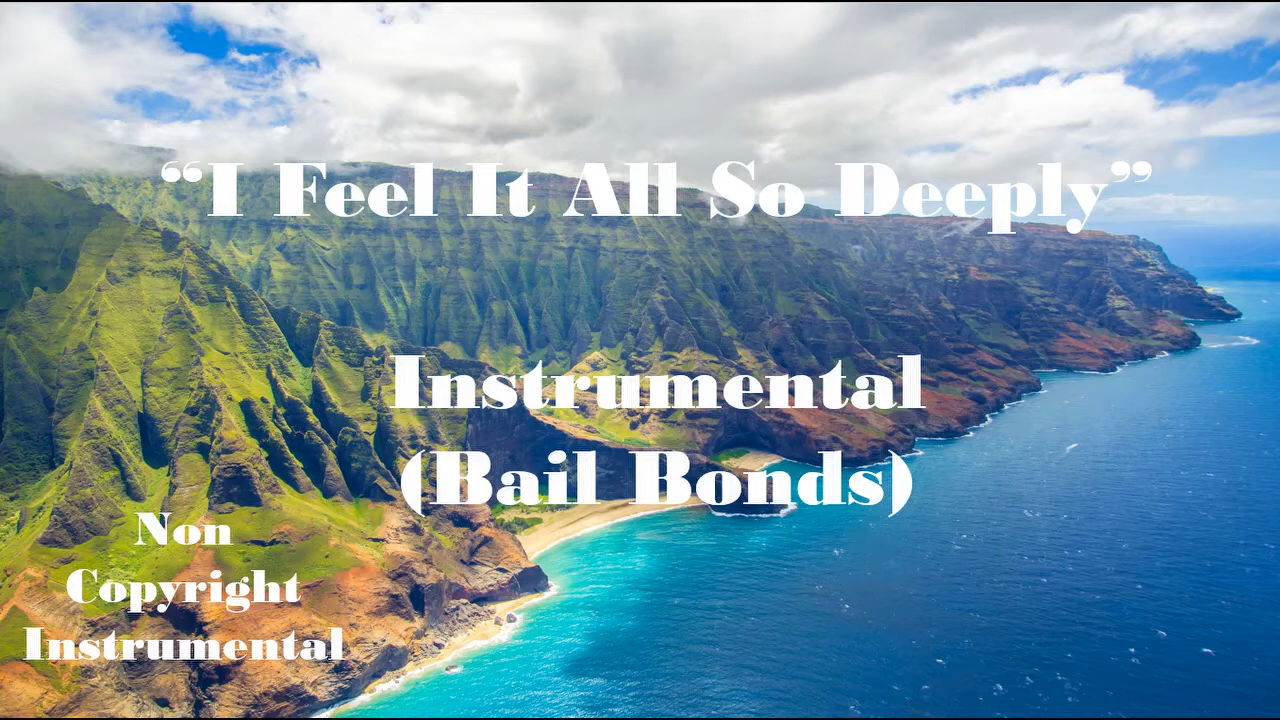 “I Feel It All So Deeply”
Instrumental
(Bail Bonds)
Non
Copyright
Instrumental